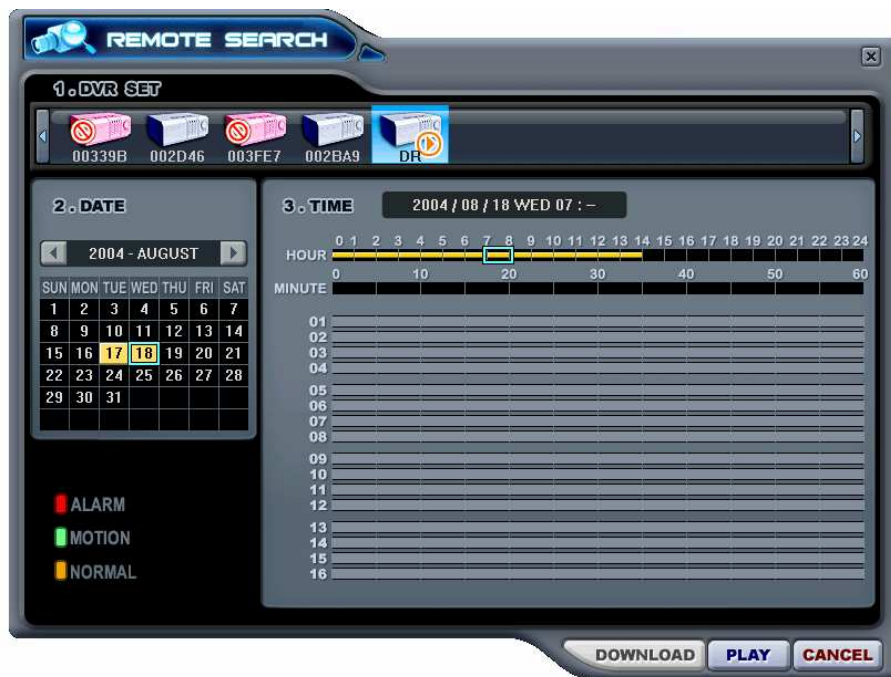 REMOTE SEARCH
1. DVR SET
00339B 002D46 003FE7 002BA9 DR
2. DATE
2004 - AUGUST
SUN MON TUE WED THU FRI SAT
1 2 3 4 5 6 7
8 9 10 11 12 13 14
15 16 17 18 19 20 21
22 23 24 25 26 27 28
29 30 31
ALARM
MOTION
NORMAL
3. TIME
2004 / 08 / 18 WED 07 : –
0 1 2 3 4 5 6 7 8 9 10 11 12 13 14 15 16 17 18 19 20 21 22 23 24
HOUR
0 10 20 30 40 50 60
MINUTE
01
02
03
04
05
06
07
08
09
10
11
12
13
14
15
16
DOWNLOAD PLAY CANCEL